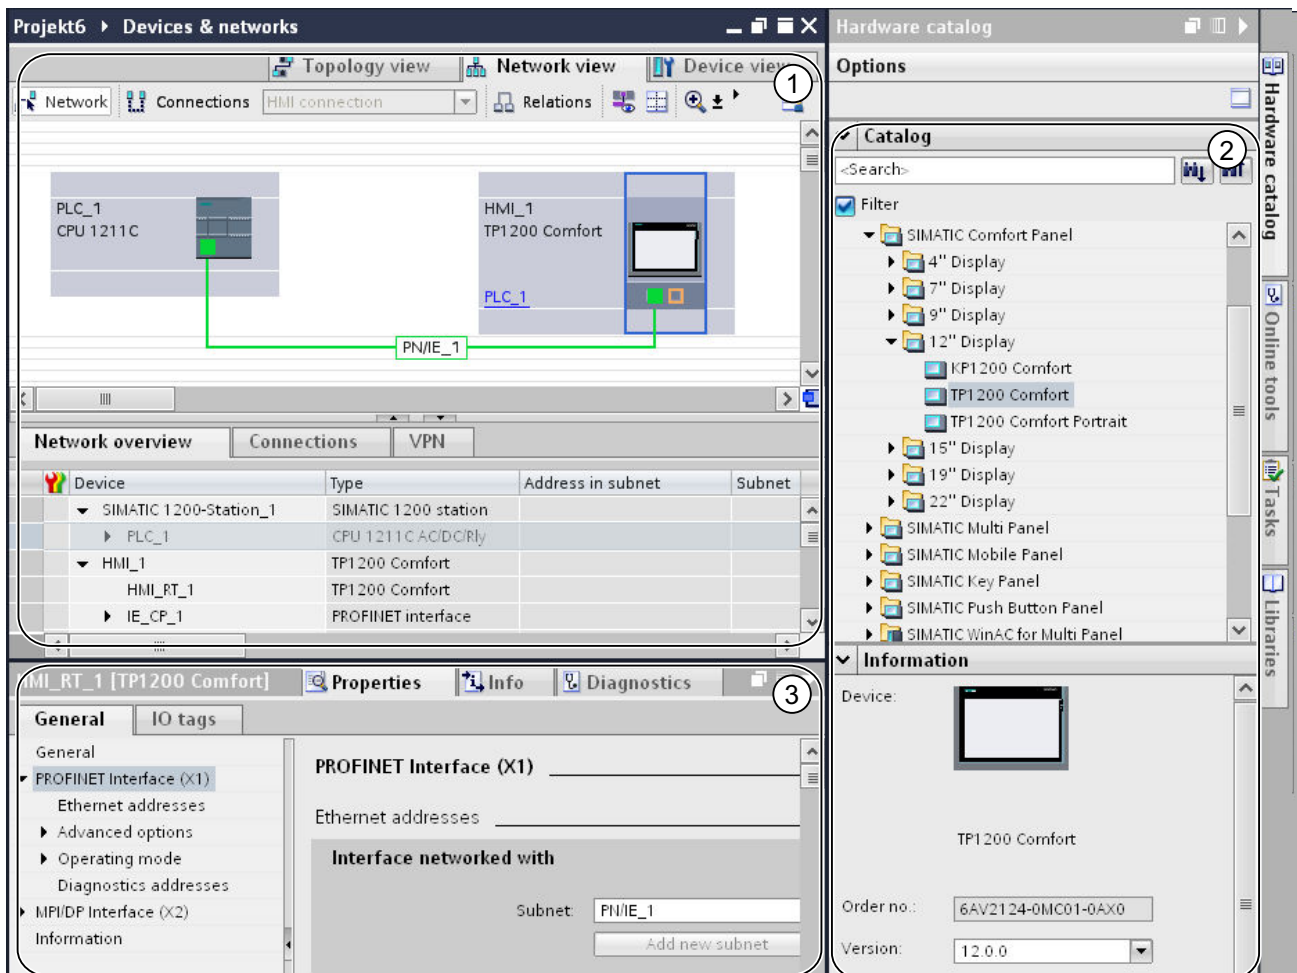 Projekt6 ▸ Devices & networks
Topology view
Network view
Device view
1
Network
Connections
HMI connection
Relations
PLC_1
CPU 1211C
HMI_1
TP1200 Comfort
PLC_1
PN/IE_1
Network overview
Connections
VPN
Device Type Address in subnet Subnet
SIMATIC 1200-Station_1 SIMATIC 1200 station
PLC_1 CPU 1211C AC/DC/Rly
HMI_1 TP1200 Comfort
HMI_RT_1 TP1200 Comfort
IE_CP_1 PROFINET interface
HMI_RT_1 [TP1200 Comfort]
Properties
Info
Diagnostics
3
General
IO tags
General
PROFINET Interface (X1)
Ethernet addresses
Advanced options
Operating mode
Diagnostics addresses
MPI/DP Interface (X2)
Information
PROFINET Interface (X1)
Ethernet addresses
Interface networked with
Subnet: PN/IE_1
Add new subnet
Hardware catalog
Options
Catalog
2
<Search>
Filter
SIMATIC Comfort Panel
4" Display
7" Display
9" Display
12" Display
KP1200 Comfort
TP1200 Comfort
TP1200 Comfort Portrait
15" Display
19" Display
22" Display
SIMATIC Multi Panel
SIMATIC Mobile Panel
SIMATIC Key Panel
SIMATIC Push Button Panel
SIMATIC WinAC for Multi Panel
Information
Device:
TP1200 Comfort
Order no.: 6AV2124-0MC01-0AX0
Version: 12.0.0
Hardware catalog
Online tools
Tasks
Libraries